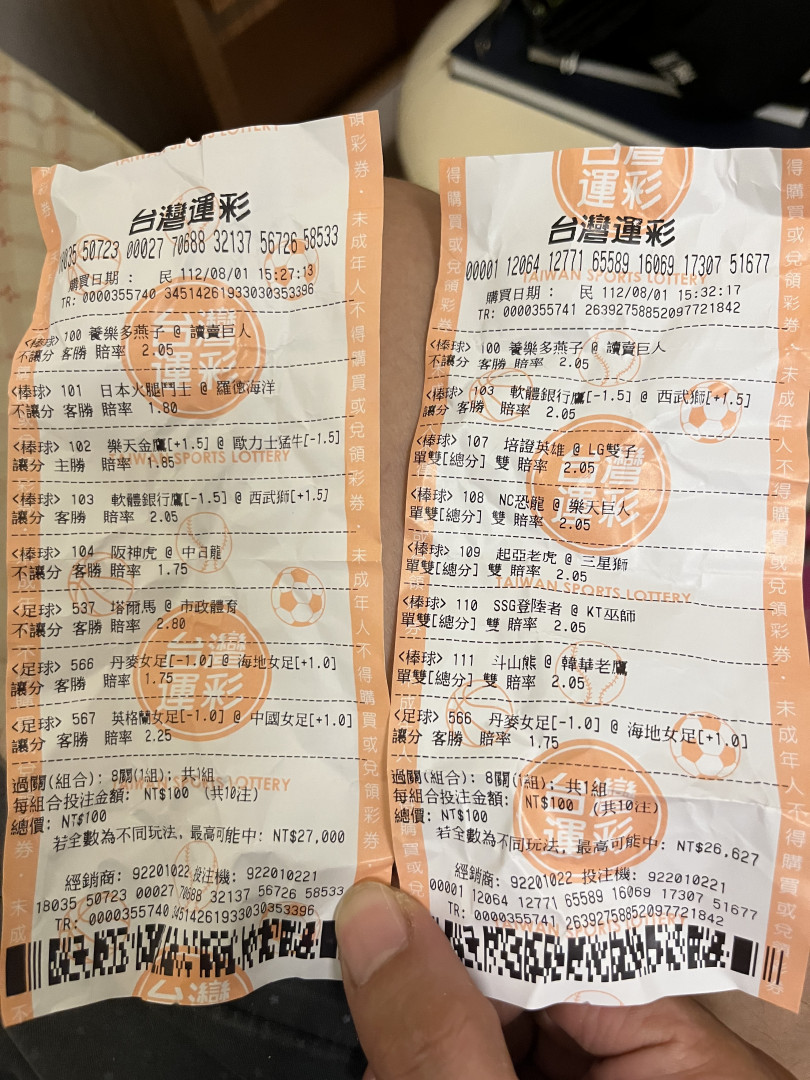 台灣運彩
18035 50723 00027 70688 32137 56726 58533
購買日期: 民 112/08/01 15:27:13
TR: 0000355740 34514261933030353396
<棒球> 100 養樂多燕子 @ 讀賣巨人
不讓分 客勝 賠率 2.05
<棒球> 101 日本火腿鬥士 @ 羅德海洋
不讓分 客勝 賠率 1.80
<棒球> 102 樂天金鷹[+1.5] @ 歐力士猛牛[-1.5]
讓分 主勝 賠率 1.85
<棒球> 103 軟體銀行鷹[-1.5] @ 西武獅[+1.5]
讓分 客勝 賠率 2.05
<棒球> 104 阪神虎 @ 中日龍
不讓分 客勝 賠率 1.75
<足球> 537 塔爾馬 @ 市政體育
不讓分 客勝 賠率 2.80
<足球> 566 丹麥女足[-1.0] @ 海地女足[+1.0]
讓分 客勝 賠率 1.75
<足球> 567 英格蘭女足[-1.0] @ 中國女足[+1.0]
讓分 客勝 賠率 2.25
過關(組合): 8關(1組); 共1組
每組合投注金額: NT$100 (共10注)
總價: NT$100
若全數為不同玩法, 最高可能中: NT$27,000
經銷商: 92201022 投注機: 922010221
18035 50723 00027 70688 32137 56726 58533
TR: 0000355740 34514261933030353396
台灣運彩
00001 12064 12771 65589 16069 17307 51677
購買日期: 民 112/08/01 15:32:17
TR: 0000355741 26392758852097721842
<棒球> 100 養樂多燕子 @ 讀賣巨人
不讓分 客勝 賠率 2.05
<棒球> 103 軟體銀行鷹[-1.5] @ 西武獅[+1.5]
讓分 客勝 賠率 2.05
<棒球> 107 培證英雄 @ LG雙子
單雙[總分] 雙 賠率 2.05
<棒球> 108 NC恐龍 @ 樂天巨人
單雙[總分] 雙 賠率 2.05
<棒球> 109 起亞老虎 @ 三星獅
單雙[總分] 雙 賠率 2.05
<棒球> 110 SSG登陸者 @ KT巫師
單雙[總分] 雙 賠率 2.05
<棒球> 111 斗山熊 @ 韓華老鷹
單雙[總分] 雙 賠率 2.05
<足球> 566 丹麥女足[-1.0] @ 海地女足[+1.0]
讓分 客勝 賠率 1.75
過關(組合): 8關(1組); 共1組
每組合投注金額: NT$100 (共10注)
總價: NT$100
若全數為不同玩法, 最高可能中: NT$26,627
經銷商: 92201022 投注機: 922010221
00001 12064 12771 65589 16069 17307 51677
TR: 0000355741 26392758852097721842